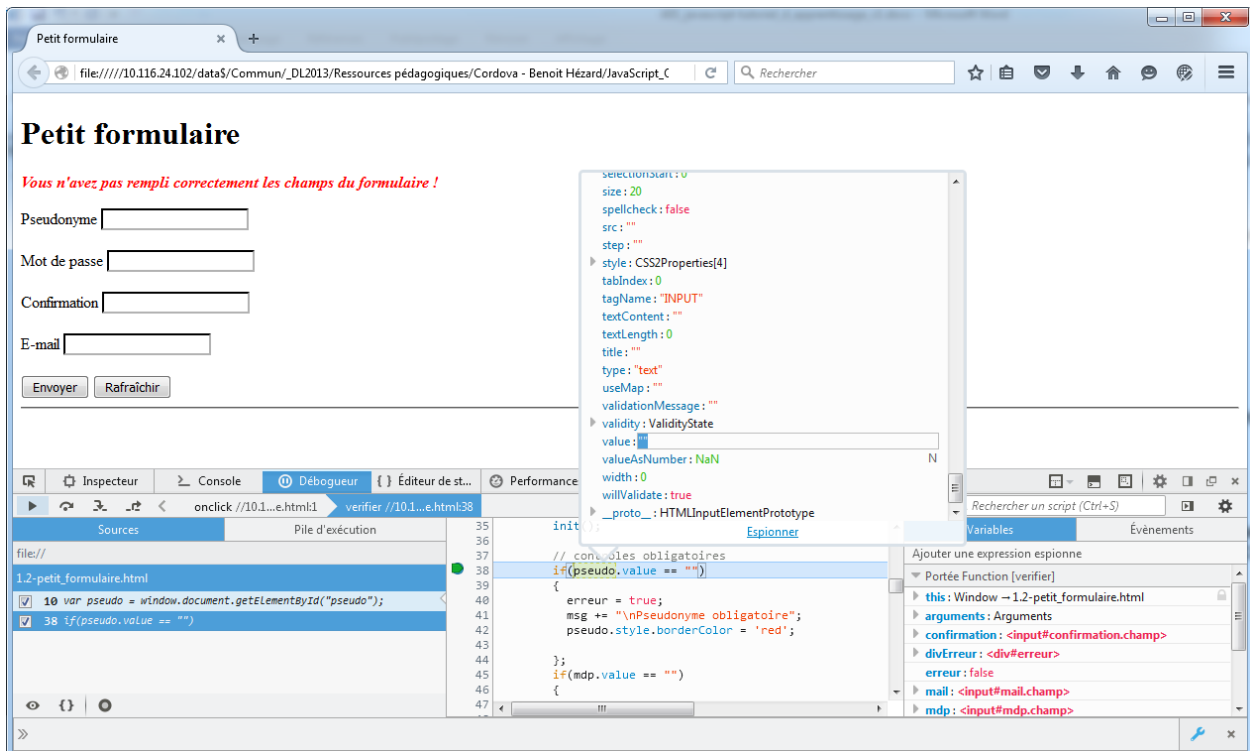 Petit formulaire × +
file://///10.116.24.102/data$/Commun/_DL2013/Ressources pédagogiques/Cordova - Benoit Hézard/JavaScript_C
Rechercher
Petit formulaire
Vous n'avez pas rempli correctement les champs du formulaire !
Pseudonyme
Mot de passe
Confirmation
E-mail
Envoyer Rafraîchir
selectionStart : 0
size : 20
spellcheck : false
src : ""
step : ""
style : CSS2Properties[4]
tabIndex : 0
tagName : "INPUT"
textContent : ""
textLength : 0
title : ""
type : "text"
useMap : ""
validationMessage : ""
validity : ValidityState
value : ""
valueAsNumber : NaN N
width : 0
willValidate : true
__proto__ : HTMLInputElementPrototype
Espionner
Inspecteur Console Débogueur { } Éditeur de st... Performance
onclick //10.1...e.html:1 verifier //10.1...e.html:38
Rechercher un script (Ctrl+S)
Sources Pile d'exécution
file://
1.2-petit_formulaire.html
10 var pseudo = window.document.getElementById("pseudo");
38 if(pseudo.value == "")
{}
35 init();
36
37 // contoles obligatoires
38 if(pseudo.value == "")
39 {
40 erreur = true;
41 msg += "\nPseudonyme obligatoire";
42 pseudo.style.borderColor = 'red';
43
44 };
45 if(mdp.value == "")
46 {
47
Variables Évènements
Ajouter une expression espionne
Portée Function [verifier]
this : Window → 1.2-petit_formulaire.html
arguments : Arguments
confirmation : <input#confirmation.champ>
divErreur : <div#erreur>
erreur : false
mail : <input#mail.champ>
mdp : <input#mdp.champ>
»